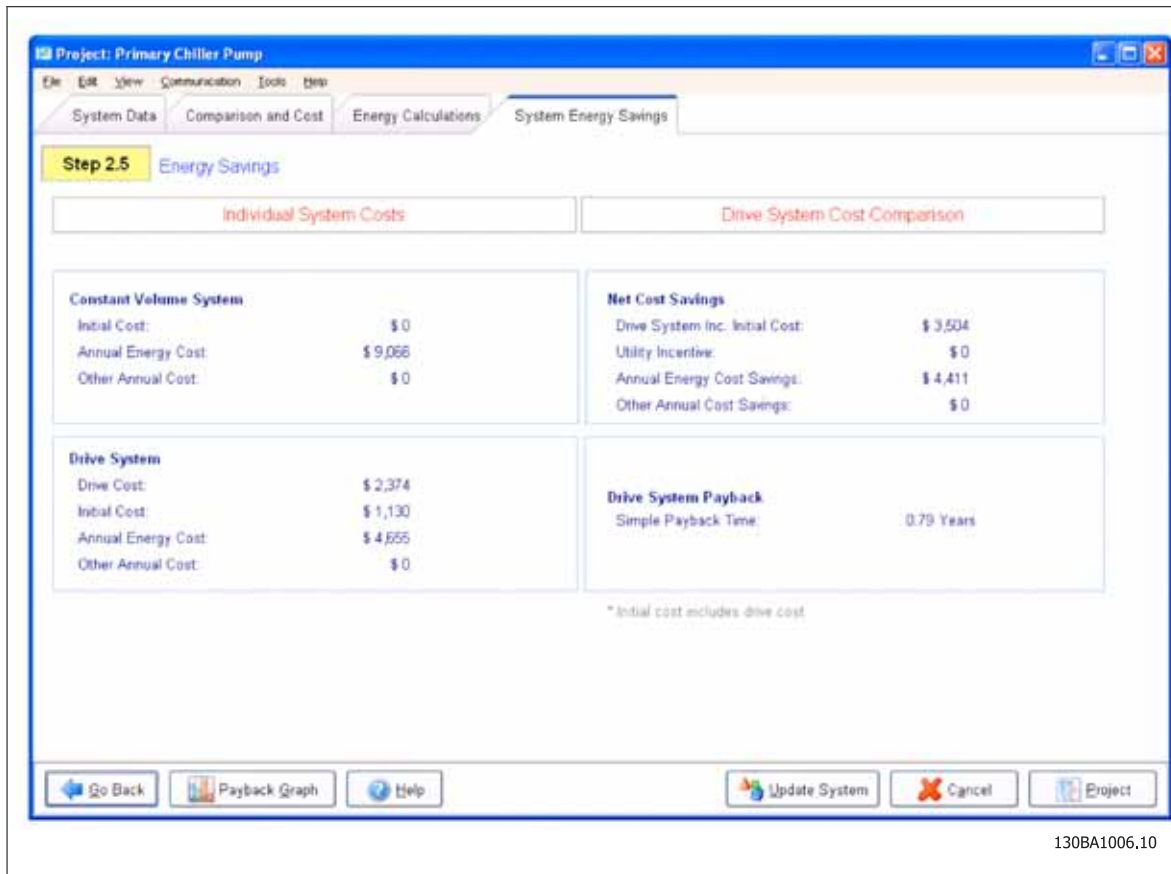 Project: Primary Chiller Pump
File Edit View Communication Tools Help
System Data Comparison and Cost Energy Calculations System Energy Savings
Step 2.5 Energy Savings
Individual System Costs Drive System Cost Comparison
Constant Volume System
Initial Cost: $ 0
Annual Energy Cost: $ 9,066
Other Annual Cost: $ 0
Net Cost Savings
Drive System Inc. Initial Cost: $ 3,504
Utility Incentive: $ 0
Annual Energy Cost Savings: $ 4,411
Other Annual Cost Savings: $ 0
Drive System
Drive Cost: $ 2,374
Initial Cost: $ 1,130
Annual Energy Cost: $ 4,655
Other Annual Cost: $ 0
Drive System Payback
Simple Payback Time: 0.79 Years
* Initial cost includes drive cost
Go Back Payback Graph Help Update System Cancel Project
130BA1006.10